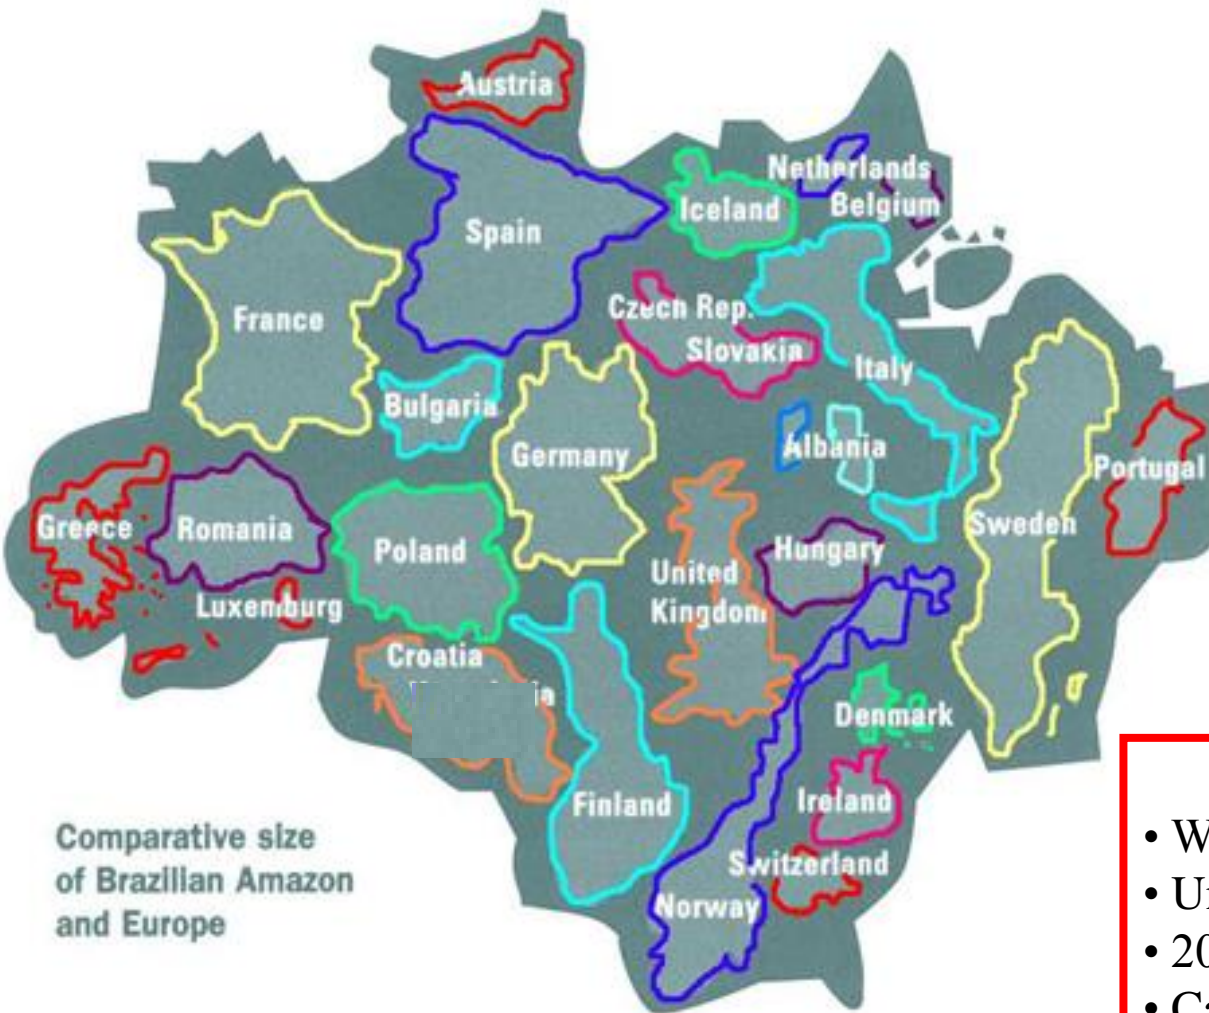 Austria
Netherlands
Belgium
Iceland
Spain
Czech Rep.
Slovakia
France
Italy
Bulgaria
Albania
Germany
Portugal
Greece
Romania
Poland
Sweden
Hungary
United
Kingdom
Luxemburg
Croatia
Denmark
Finland
Ireland
Switzerland
Norway
Comparative size
of Brazilian Amazon
and Europe
• W
•
• 20
•